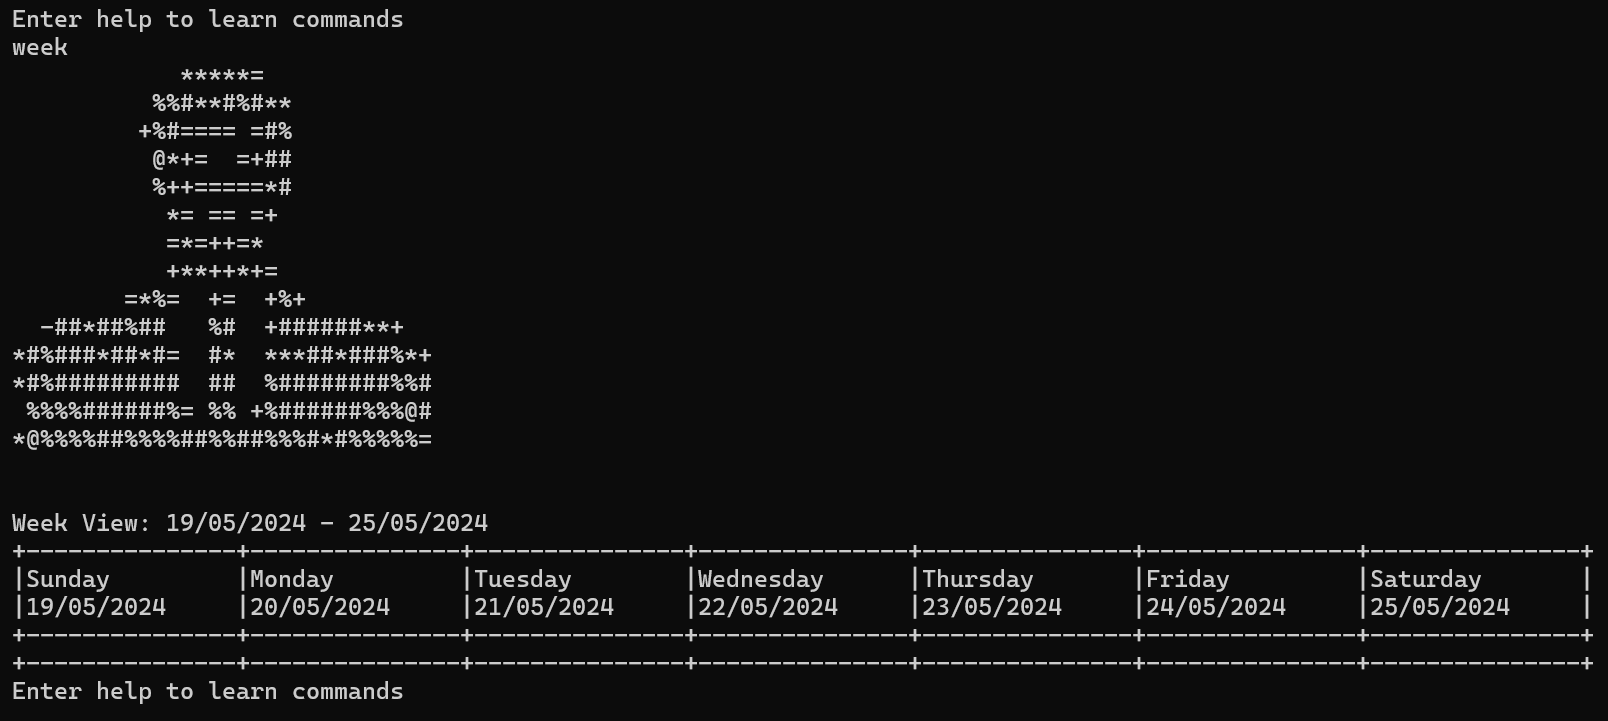 Enter help to learn commands
week
            *****=
          %%#**#%#**
         +%#==== =#%
          @*+=  =+##
          %++=====*#
           *= == =+
           =*=++=*
           +**++*+=
        =*%=  +=  +%+
  -##*##%##   %#  +######**+
*#%###*##*#=  #*  ***##*###%*+
*#%#########  ##  %########%%#
 %%%%######%= %% +%######%%%@#
*@%%%%##%%%%##%%##%%%#*#%%%%%=
Week View: 19/05/2024 - 25/05/2024
+---------------+---------------+---------------+---------------+---------------+---------------+---------------+
|Sunday         |Monday         |Tuesday        |Wednesday      |Thursday       |Friday         |Saturday       |
|19/05/2024     |20/05/2024     |21/05/2024     |22/05/2024     |23/05/2024     |24/05/2024     |25/05/2024     |
+---------------+---------------+---------------+---------------+---------------+---------------+---------------+
+---------------+---------------+---------------+---------------+---------------+---------------+---------------+
Enter help to learn commands